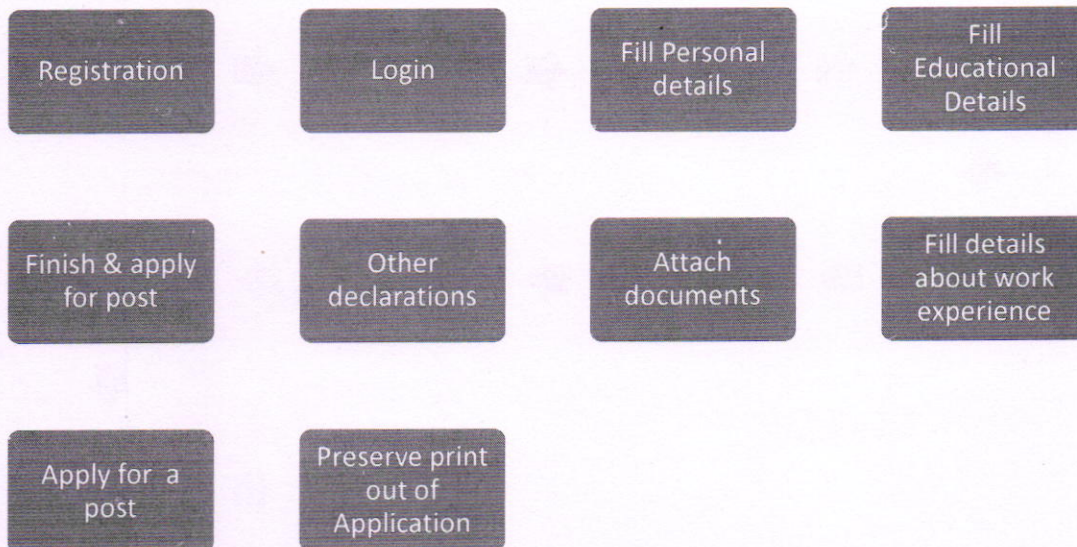 Registration
Login
Fill Personal
details
Fill
Educational
Details
Finish & apply
for post
Other
declarations
Attach
documents
Fill details
about work
experience
Apply for a
post
Preserve print
out of
Application